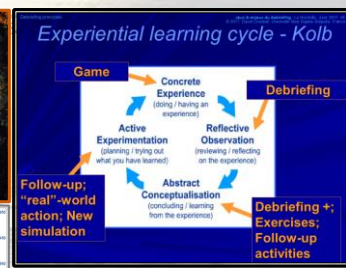 Debriefing principles
Experiential learning cycle - Kolb
Game
Concrete
Experience
(doing / having an
experience)
Debriefing
Active
Experimentation
(planning / trying out
what you have learned)
Reflective
Observation
(reviewing / reflecting
on the experience)
Follow-up;
"real"-world
action; New
simulation
Abstract
Conceptualisation
(concluding / learning
from the experience)
Debriefing +;
Exercises;
Follow-up
activities